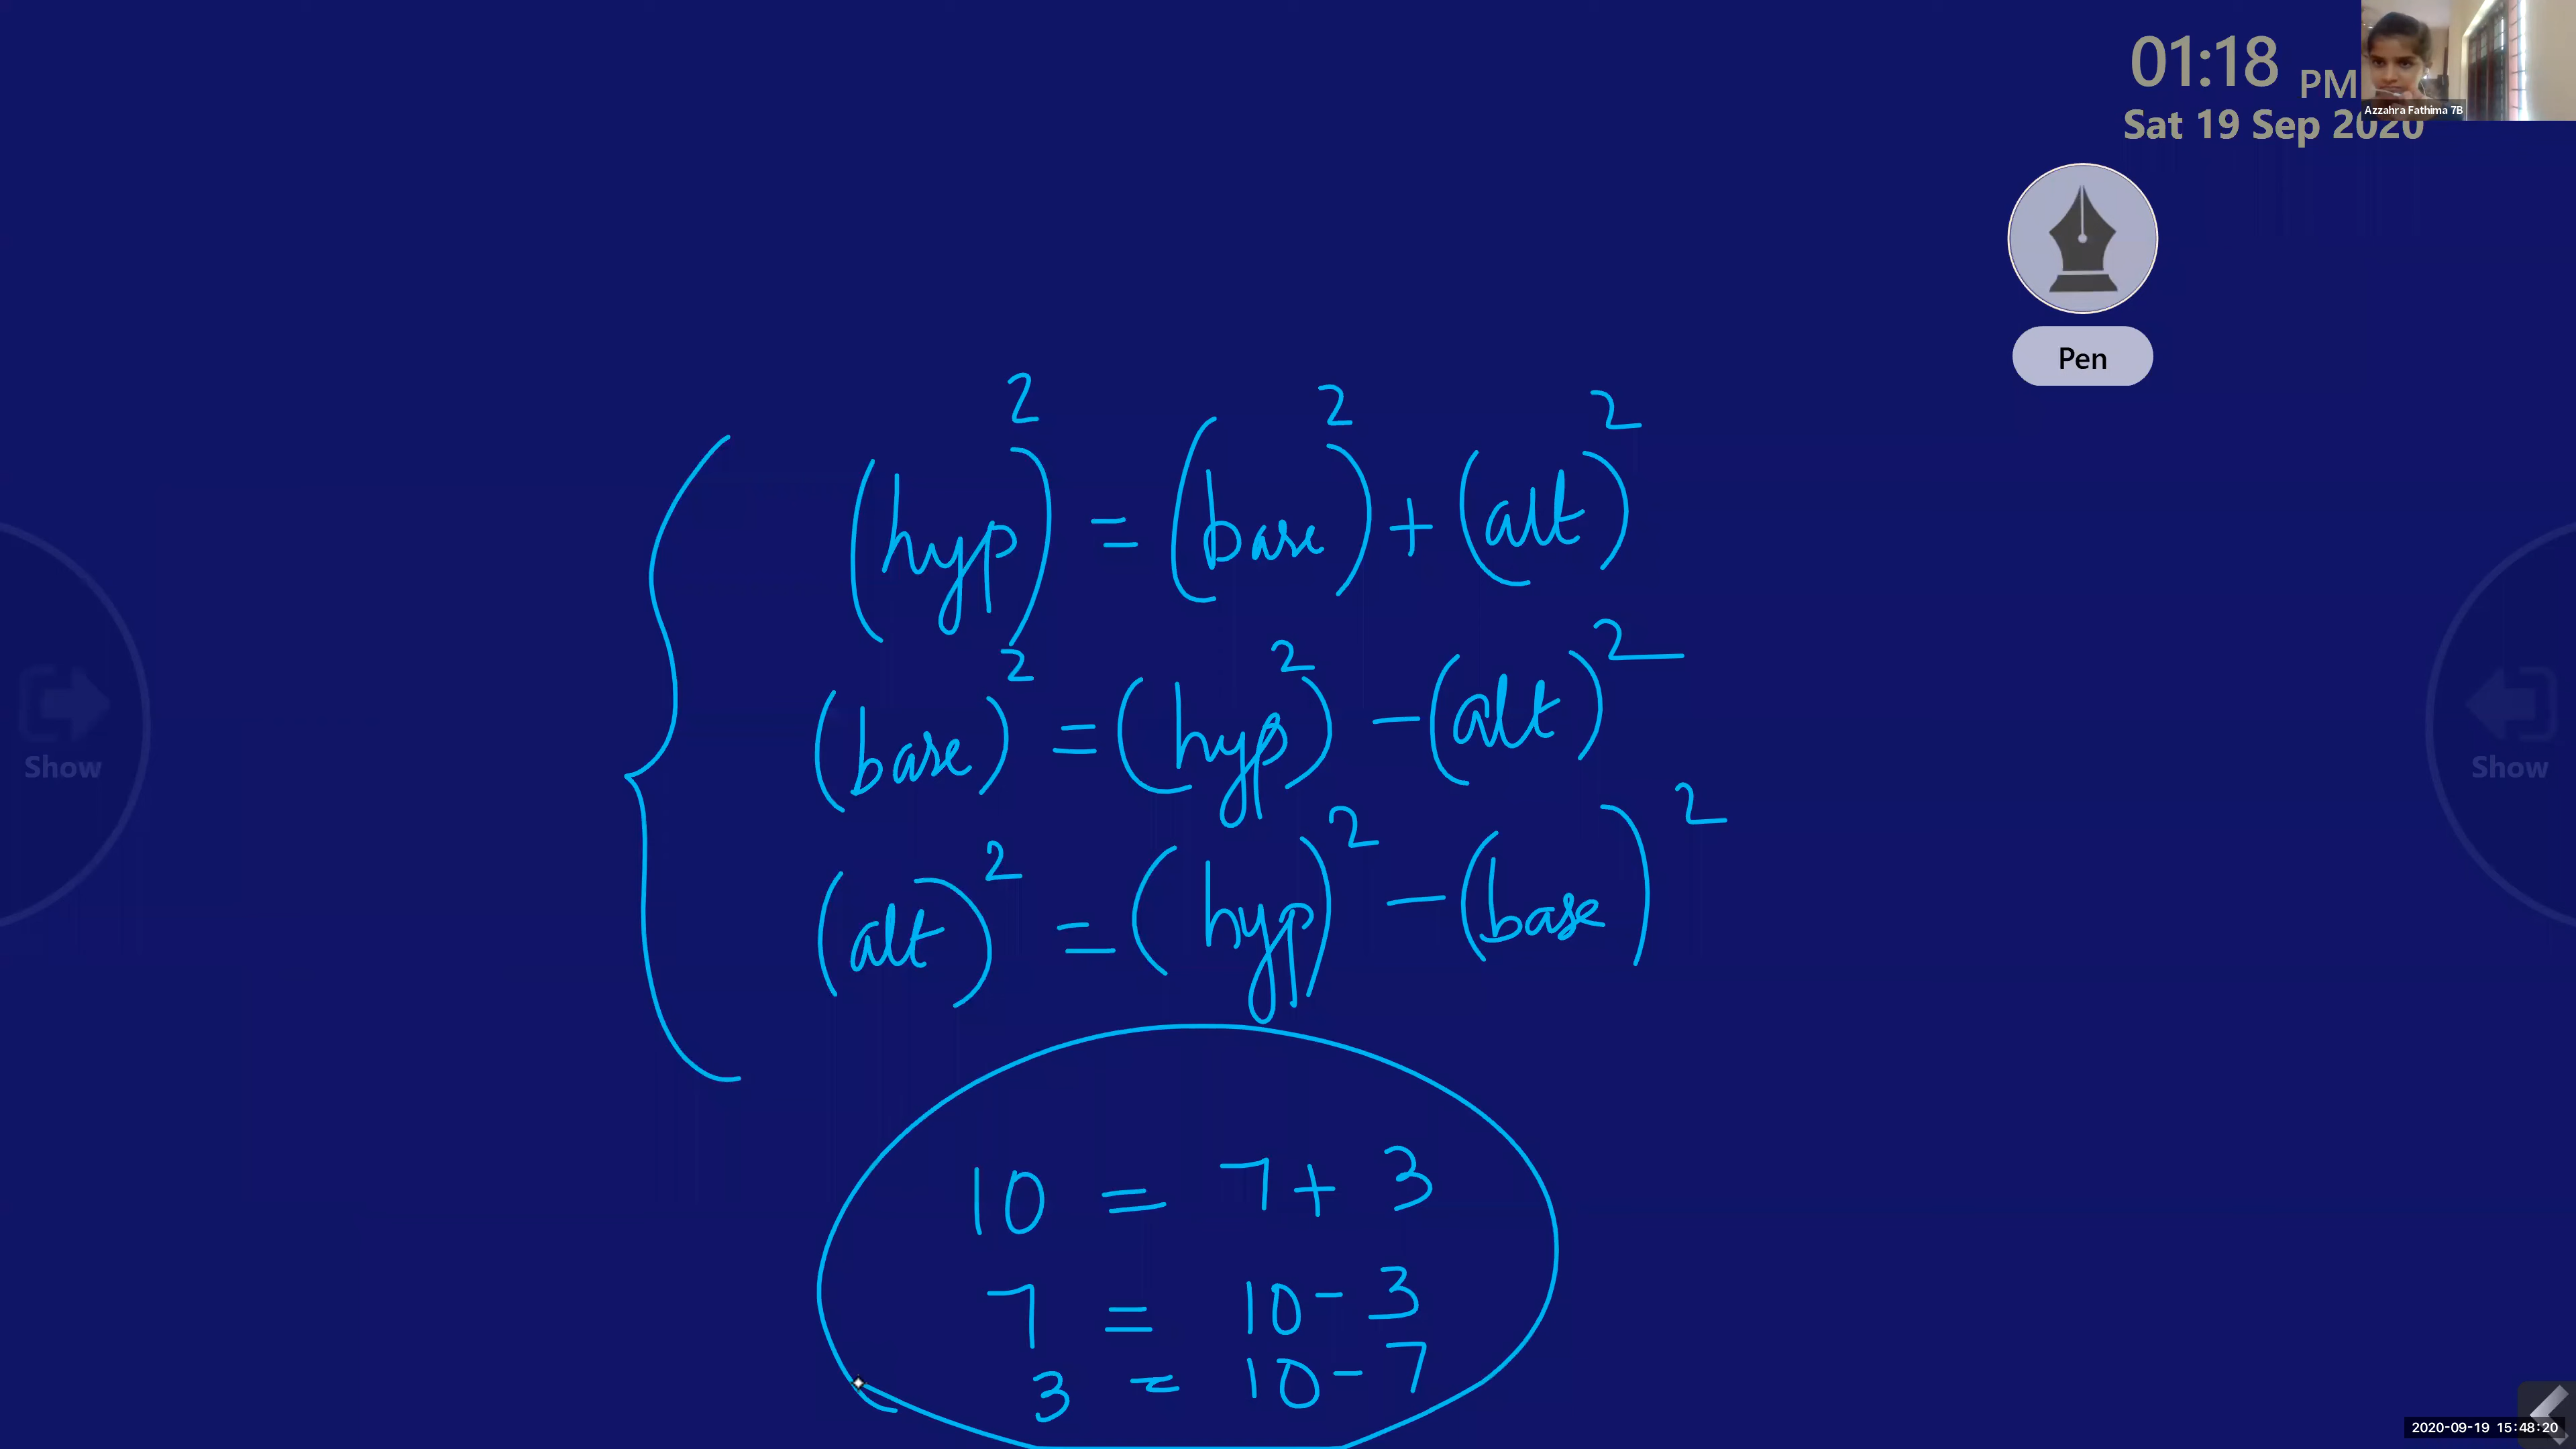 01:18 PM
Azzahra Fathima 7B
Sat 19 Sep 2020
Pen
(hyp)² = (base)² + (alt)²
(base)² = (hyp)² - (alt)²
Show
Show
(alt)² = (hyp)² - (base)²
10 = 7 + 3
7 = 10 - 3
3 = 10 - 7
2020-09-19 15:48:20